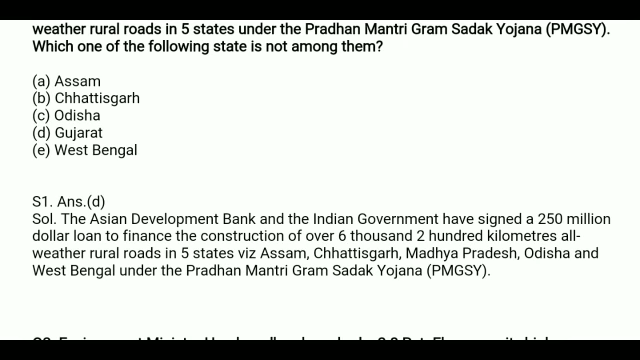 weather rural roads in 5 states under the Pradhan Mantri Gram Sadak Yojana (PMGSY).
Which one of the following state is not among them?
(a) Assam
(b) Chhattisgarh
(c) Odisha
(d) Gujarat
(e) West Bengal
S1. Ans.(d)
Sol. The Asian Development Bank and the Indian Government have signed a 250 million
dollar loan to finance the construction of over 6 thousand 2 hundred kilometres all-
weather rural roads in 5 states viz Assam, Chhattisgarh, Madhya Pradesh, Odisha and
West Bengal under the Pradhan Mantri Gram Sadak Yojana (PMGSY).